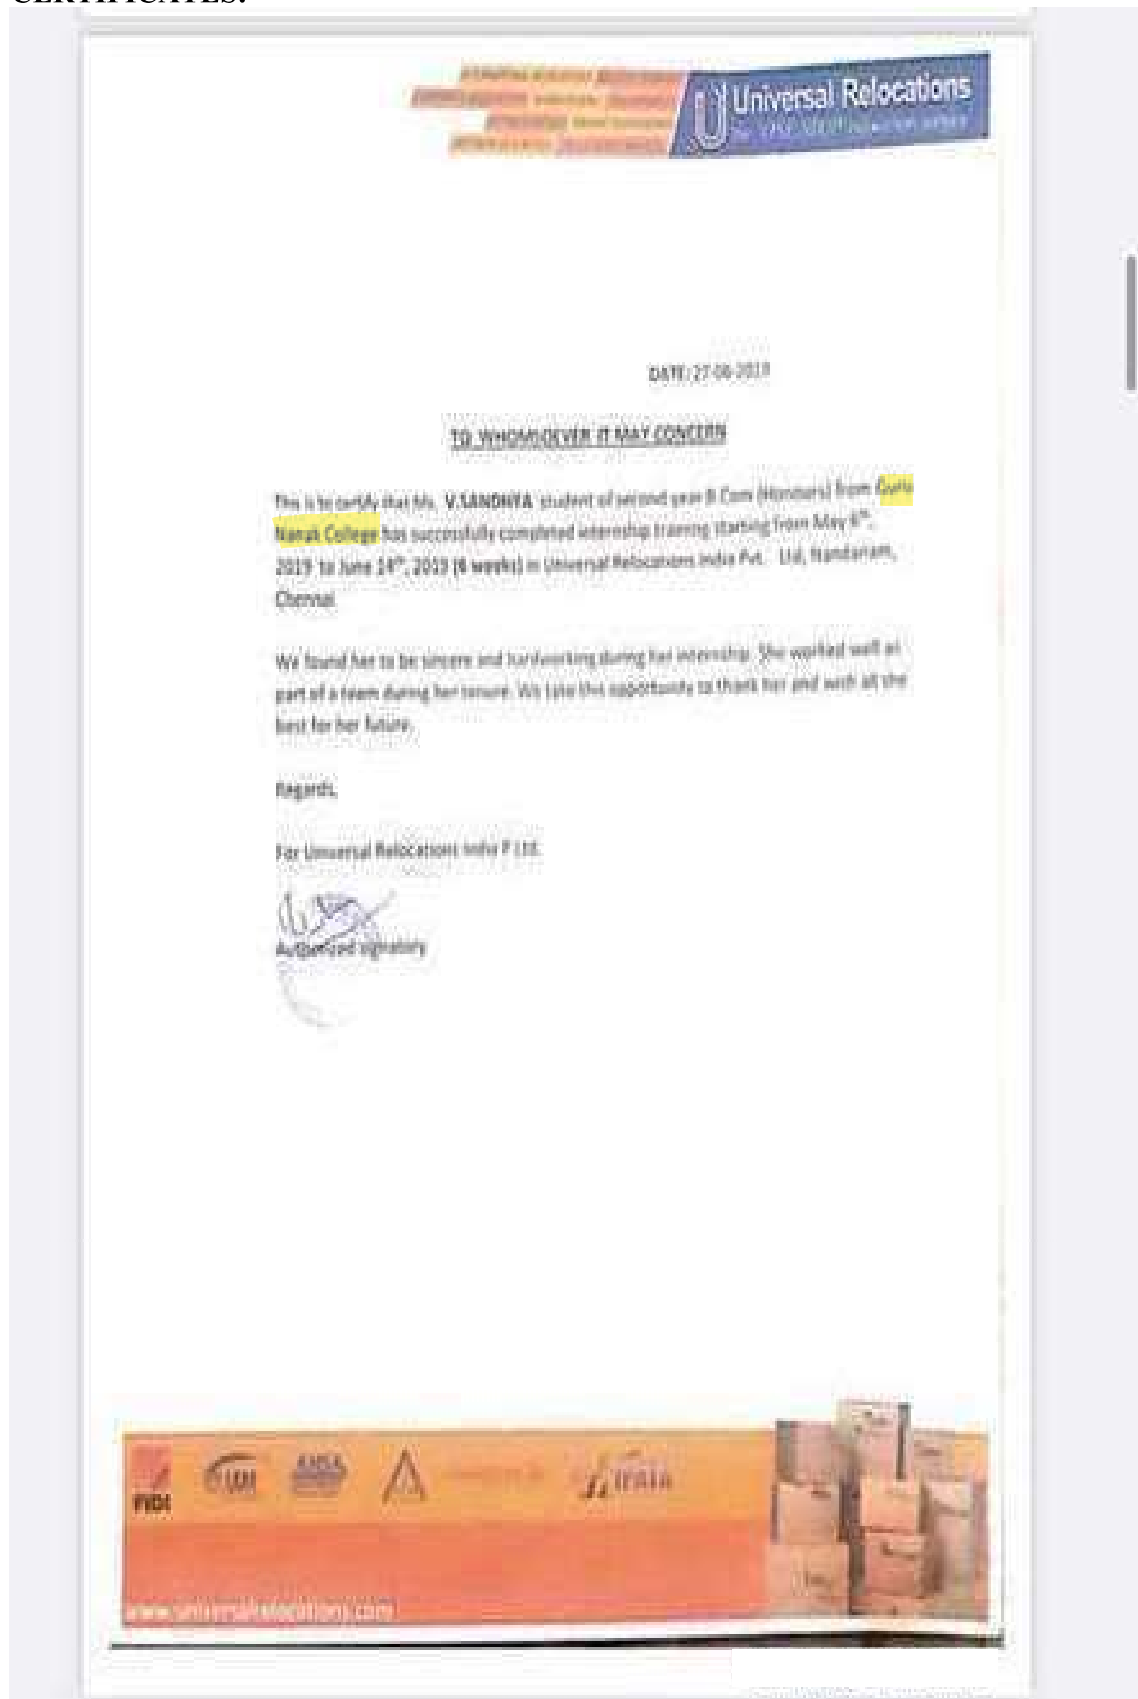 CERTIFICATES:
Universal Relocations
DATE: 27-06-2019
TO WHOMSOEVER IT MAY CONCERN
This is to certify that Ms. V.SANDHYA student of second year B Com (Honours) from Guru
Nanak College has successfully completed internship training starting from May 6th,
2019 to June 14th, 2019 (6 weeks) in Universal Relocations India Pvt. Ltd, Nandanam,
Chennai.
We found her to be sincere and hardworking during her internship. She worked well as
part of a team during her tenure. We take this opportunity to thank her and wish all the
best for her future.
Regards,
For Universal Relocations India P Ltd.
Authorized signatory
FIDI
IAM
www.universalrelocations.com